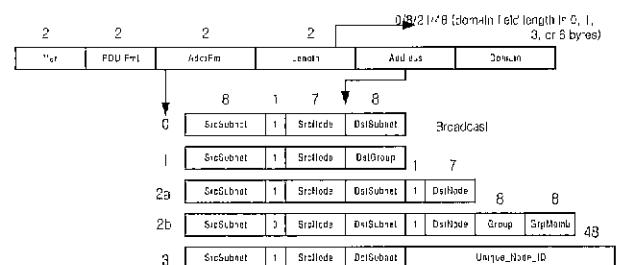 0/8/24/48 (domain field length is 0, 1,
3, or 6 bytes)
2 2 2 2
Ver PDU Fmt AddrFmt Length Address Domain
8 1 7 8
0 SrcSubnet 1 SrcNode DstSubnet Broadcast
1 SrcSubnet 1 SrcNode DstGroup
1 7
2a SrcSubnet 1 SrcNode DstSubnet 1 DstNode
8 8
2b SrcSubnet 0 SrcNode DstSubnet 1 DstNode Group GrpMemb
48
3 SrcSubnet 1 SrcNode DstSubnet Unique_Node_ID